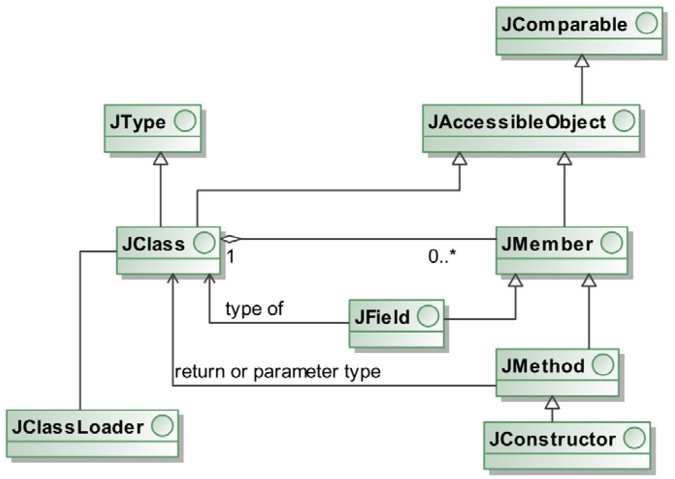 JComparable
JType
JAccessibleObject
JClass
JMember
1
0..*
type of
JField
return or parameter type
JMethod
JClassLoader
JConstructor